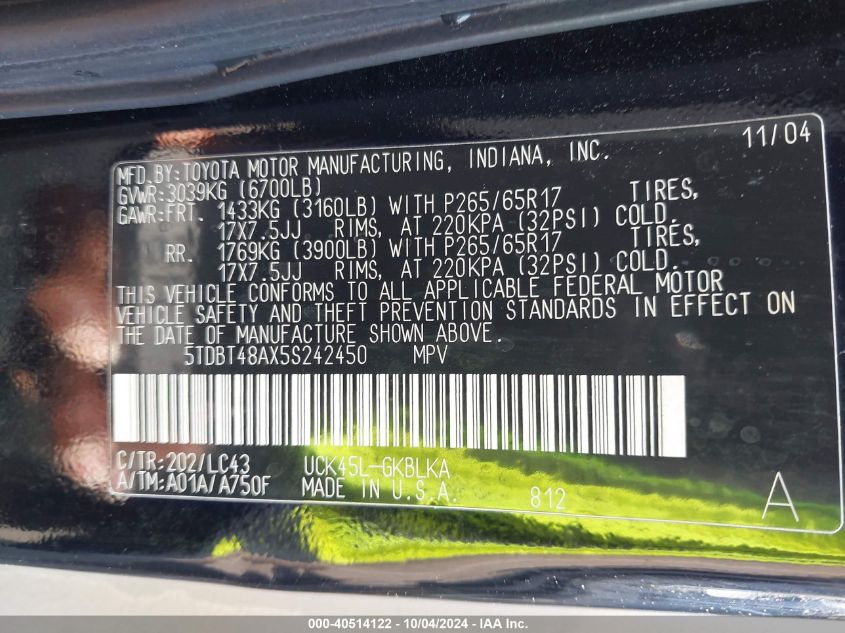 11/04
MFD. BY: TOYOTA MOTOR MANUFACTURING, INDIANA, INC.
GVWR: 3039KG (6700LB)
GAWR: FRT. 1433KG (3160LB) WITH P265/65R17 TIRES,
17X7.5JJ RIMS, AT 220KPA (32PSI) COLD.
RR. 1769KG (3900LB) WITH P265/65R17 TIRES,
17X7.5JJ RIMS, AT 220KPA (32PSI) COLD.
THIS VEHICLE CONFORMS TO ALL APPLICABLE FEDERAL MOTOR
VEHICLE SAFETY AND THEFT PREVENTION STANDARDS IN EFFECT ON
THE DATE OF MANUFACTURE SHOWN ABOVE.
5TDBT48AX5S242450 MPV
C/TR: 202/LC43 UCK45L-GKBLKA
A/TM: A01A/A750F MADE IN U.S.A. 812 A
000-40514122 - 10/04/2024 - IAA Inc.